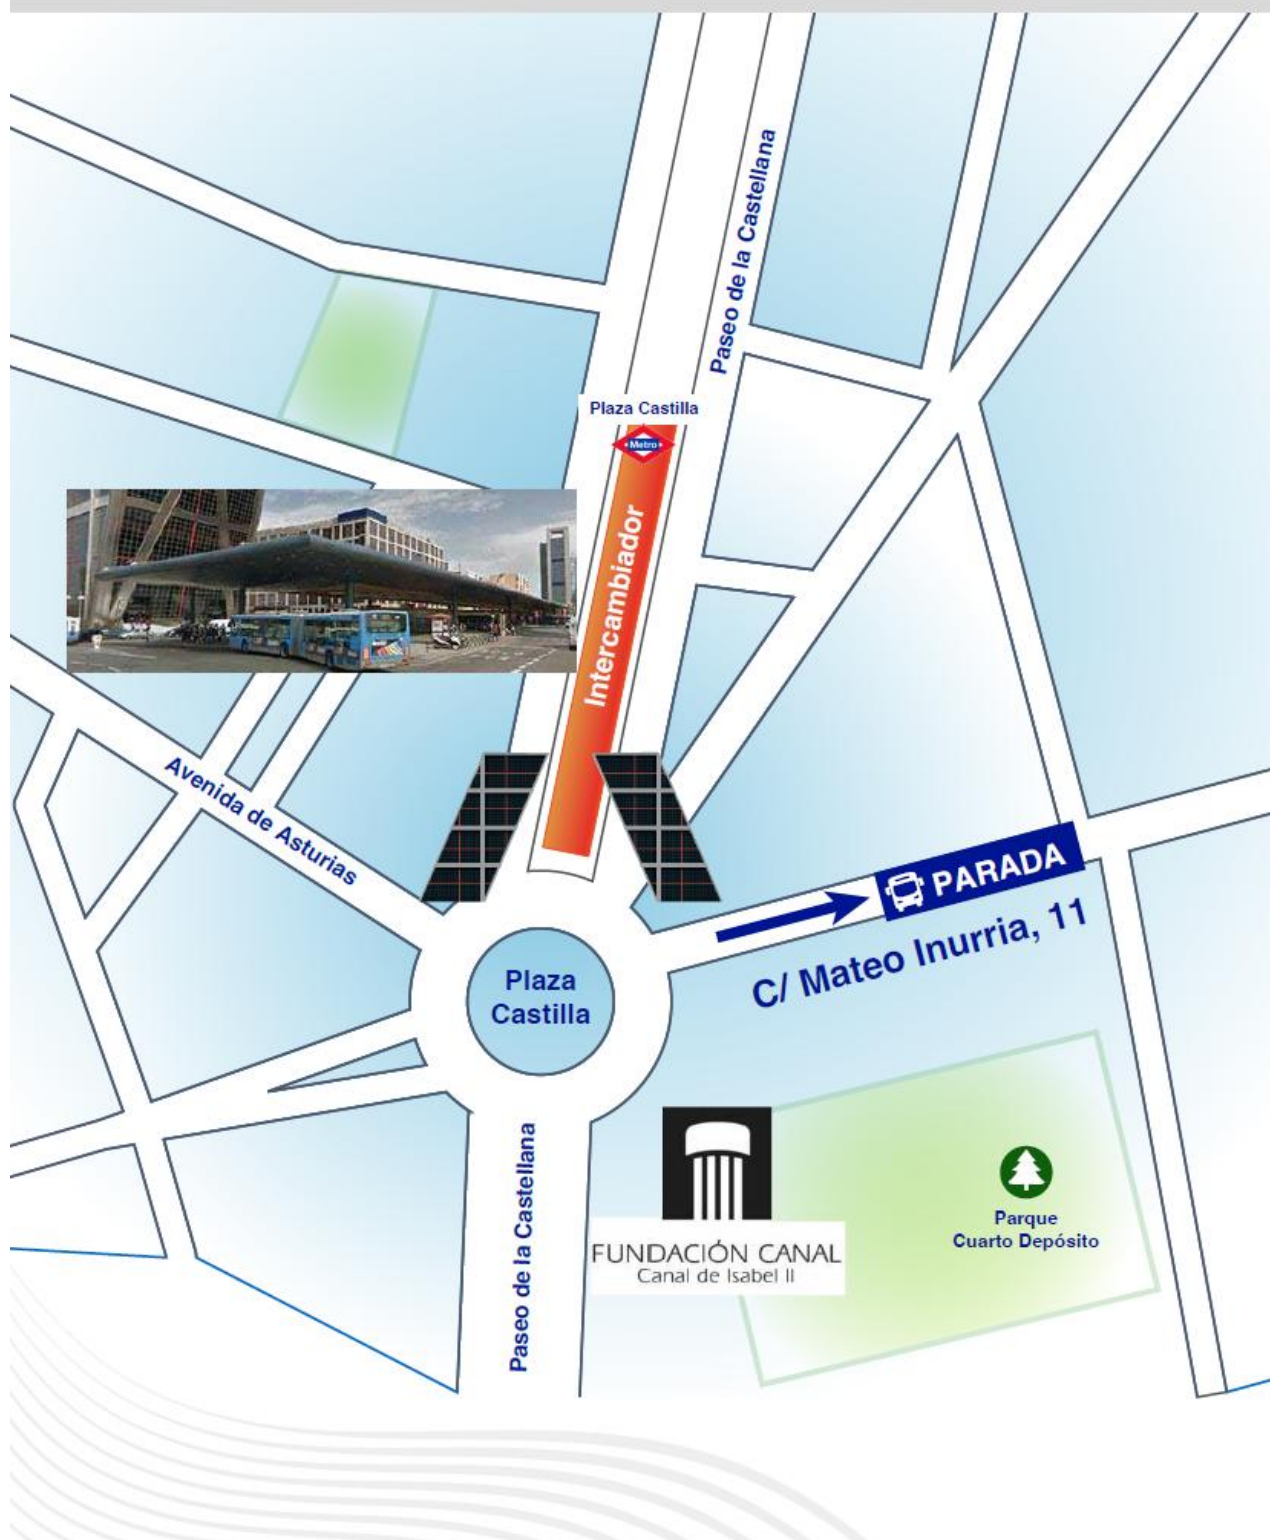 Paseo de la Castellana
Plaza Castilla
Metro
Intercambiador
Avenida de Asturias
PARADA
C/ Mateo Inurria, 11
Plaza
Castilla
Paseo de la Castellana
FUNDACIÓN CANAL
Canal de Isabel II
Parque
Cuarto Depósito